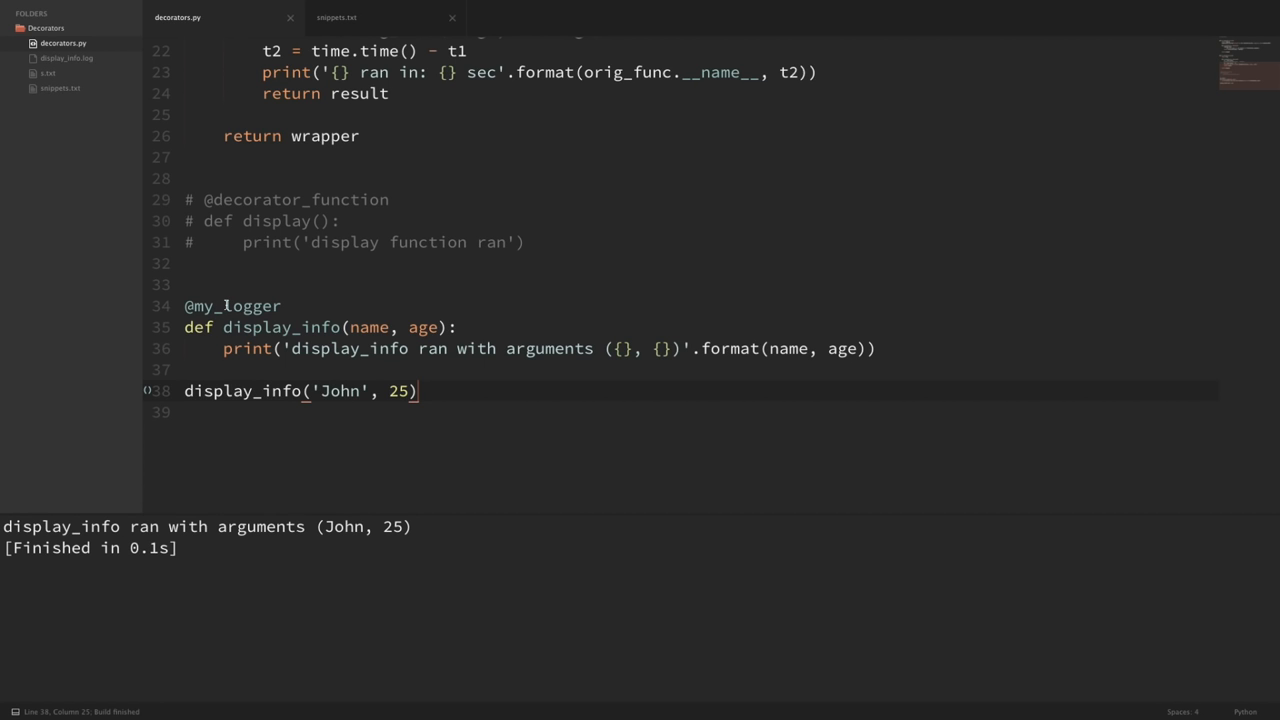 FOLDERS
Decorators
decorators.py
display_info.log
s.txt
snippets.txt
decorators.py
snippets.txt
22 t2 = time.time() - t1
23 print('{} ran in: {} sec'.format(orig_func.__name__, t2))
24 return result
25
26 return wrapper
27
28
29 # @decorator_function
30 # def display():
31 #     print('display function ran')
32
33
34 @my_logger
35 def display_info(name, age):
36 print('display_info ran with arguments ({}, {})'.format(name, age))
37
38 display_info('John', 25)
39
display_info ran with arguments (John, 25)
[Finished in 0.1s]
Line 38, Column 25; Build finished
Spaces: 4
Python